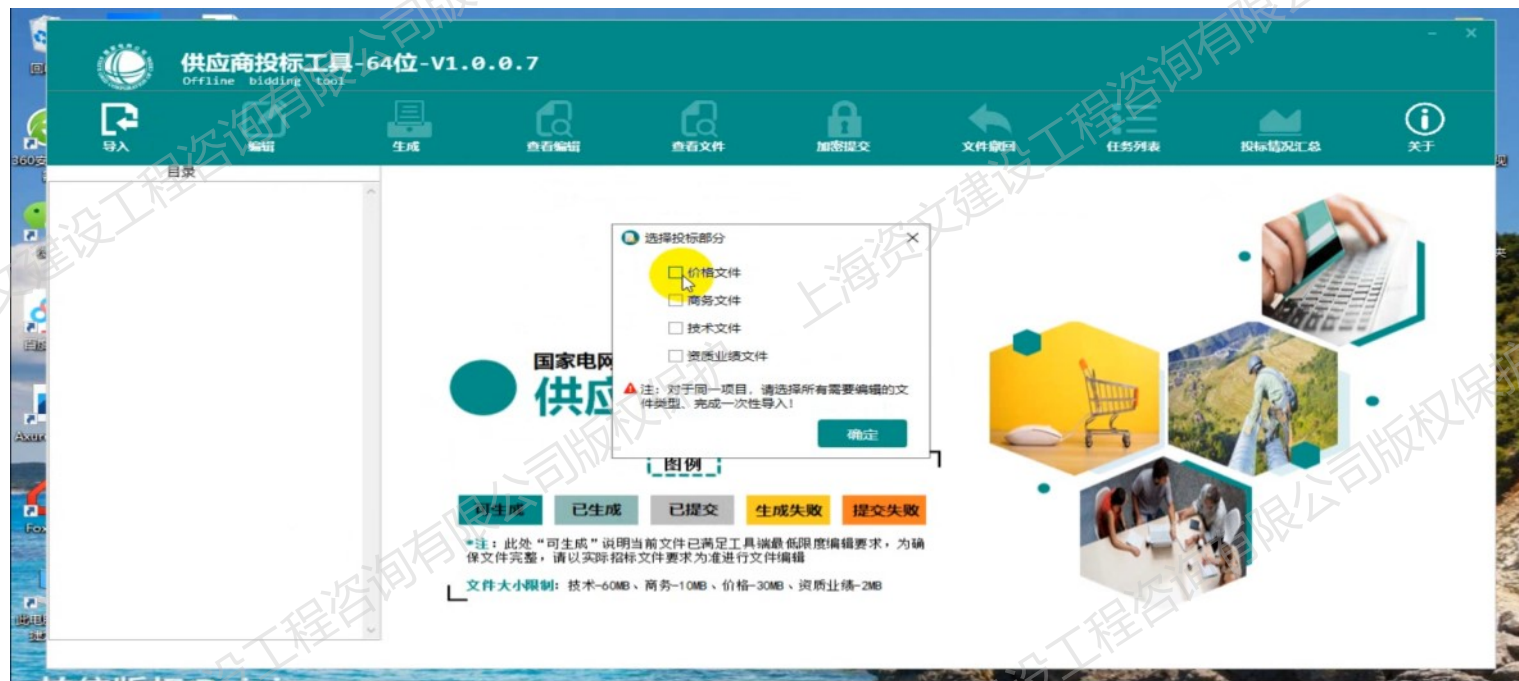 供应商投标工具-64位-V1.0.0.7
Offline bidding tool
导入
编辑
生成
查看编辑
查看文件
加密提交
文件撤回
任务列表
投标情况汇总
关于
目录
选择投标部分
价格文件
商务文件
技术文件
资质业绩文件
注：对于同一项目，请选择所有需要编辑的文
件类型、完成一次性导入！
确定
国家电网
供应
图例
可生成
已生成
已提交
生成失败
提交失败
*注：此处“可生成”说明当前文件已满足工具端最低限度编辑要求，为确
保文件完整，请以实际招标文件要求为准进行文件编辑
文件大小限制：技术-60MB、商务-10MB、价格-30MB、资质业绩-2MB
上海资文建设工程咨询有限公司版权保护